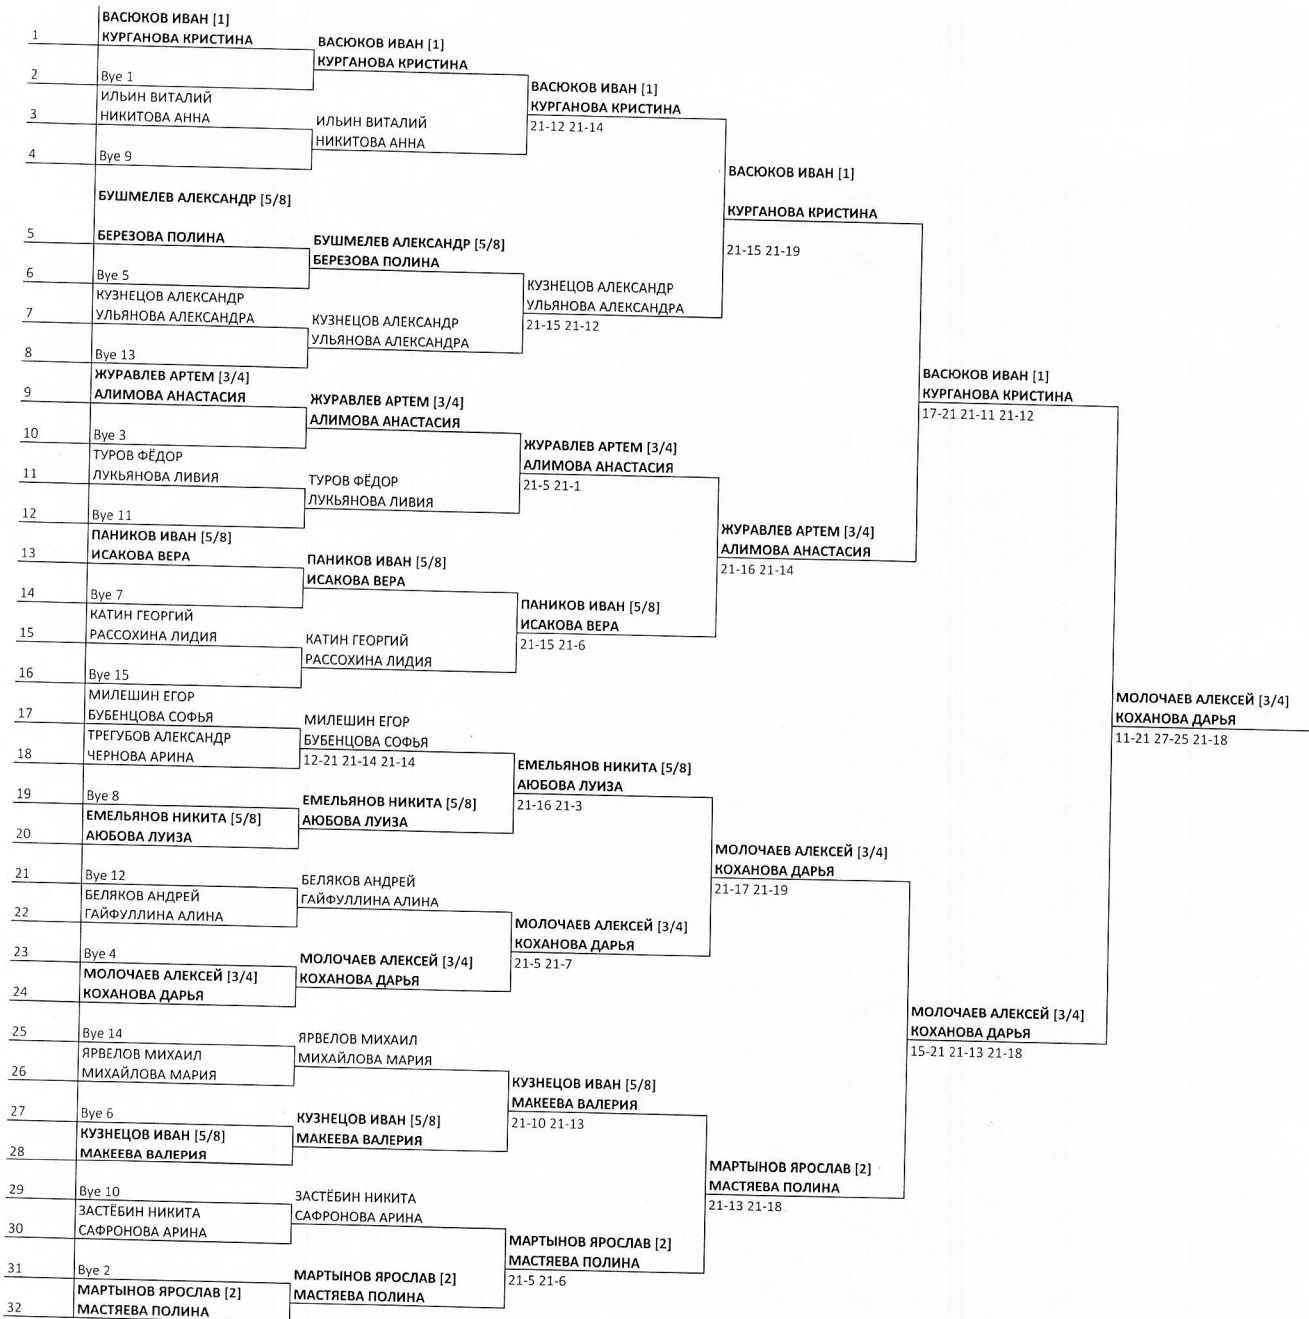 ВАСЮКОВ ИВАН [1]
1 КУРГАНОВА КРИСТИНА
2 Bye 1
ИЛЬИН ВИТАЛИЙ
3 НИКИТОВА АННА
4 Bye 9
БУШМЕЛЕВ АЛЕКСАНДР [5/8]
5 БЕРЕЗОВА ПОЛИНА
6 Bye 5
КУЗНЕЦОВ АЛЕКСАНДР
7 УЛЬЯНОВА АЛЕКСАНДРА
8 Bye 13
ЖУРАВЛЕВ АРТЕМ [3/4]
9 АЛИМОВА АНАСТАСИЯ
10 Bye 3
ТУРОВ ФЁДОР
11 ЛУКЬЯНОВА ЛИВИЯ
12 Bye 11
ПАНИКОВ ИВАН [5/8]
13 ИСАКОВА ВЕРА
14 Bye 7
КАТИН ГЕОРГИЙ
15 РАССОХИНА ЛИДИЯ
16 Bye 15
МИЛЕШИН ЕГОР
17 БУБЕНЦОВА СОФЬЯ
ТРЕГУБОВ АЛЕКСАНДР
18 ЧЕРНОВА АРИНА
19 Bye 8
ЕМЕЛЬЯНОВ НИКИТА [5/8]
20 АЮБОВА ЛУИЗА
21 Bye 12
БЕЛЯКОВ АНДРЕЙ
22 ГАЙФУЛЛИНА АЛИНА
23 Bye 4
МОЛОЧАЕВ АЛЕКСЕЙ [3/4]
24 КОХАНОВА ДАРЬЯ
25 Bye 14
ЯРВЕЛОВ МИХАИЛ
26 МИХАЙЛОВА МАРИЯ
27 Bye 6
КУЗНЕЦОВ ИВАН [5/8]
28 МАКЕЕВА ВАЛЕРИЯ
29 Bye 10
ЗАСТЁБИН НИКИТА
30 САФРОНОВА АРИНА
31 Bye 2
МАРТЫНОВ ЯРОСЛАВ [2]
32 МАСТЯЕВА ПОЛИНА
ВАСЮКОВ ИВАН [1]
КУРГАНОВА КРИСТИНА
ИЛЬИН ВИТАЛИЙ
НИКИТОВА АННА
БУШМЕЛЕВ АЛЕКСАНДР [5/8]
БЕРЕЗОВА ПОЛИНА
КУЗНЕЦОВ АЛЕКСАНДР
УЛЬЯНОВА АЛЕКСАНДРА
ЖУРАВЛЕВ АРТЕМ [3/4]
АЛИМОВА АНАСТАСИЯ
ТУРОВ ФЁДОР
ЛУКЬЯНОВА ЛИВИЯ
ПАНИКОВ ИВАН [5/8]
ИСАКОВА ВЕРА
КАТИН ГЕОРГИЙ
РАССОХИНА ЛИДИЯ
МИЛЕШИН ЕГОР
БУБЕНЦОВА СОФЬЯ
12-21 21-14 21-14
ЕМЕЛЬЯНОВ НИКИТА [5/8]
АЮБОВА ЛУИЗА
БЕЛЯКОВ АНДРЕЙ
ГАЙФУЛЛИНА АЛИНА
МОЛОЧАЕВ АЛЕКСЕЙ [3/4]
КОХАНОВА ДАРЬЯ
ЯРВЕЛОВ МИХАИЛ
МИХАЙЛОВА МАРИЯ
КУЗНЕЦОВ ИВАН [5/8]
МАКЕЕВА ВАЛЕРИЯ
ЗАСТЁБИН НИКИТА
САФРОНОВА АРИНА
МАРТЫНОВ ЯРОСЛАВ [2]
МАСТЯЕВА ПОЛИНА
ВАСЮКОВ ИВАН [1]
КУРГАНОВА КРИСТИНА
21-12 21-14
КУЗНЕЦОВ АЛЕКСАНДР
УЛЬЯНОВА АЛЕКСАНДРА
21-15 21-12
ЖУРАВЛЕВ АРТЕМ [3/4]
АЛИМОВА АНАСТАСИЯ
21-5 21-1
ПАНИКОВ ИВАН [5/8]
ИСАКОВА ВЕРА
21-15 21-6
ЕМЕЛЬЯНОВ НИКИТА [5/8]
АЮБОВА ЛУИЗА
21-16 21-3
МОЛОЧАЕВ АЛЕКСЕЙ [3/4]
КОХАНОВА ДАРЬЯ
21-5 21-7
КУЗНЕЦОВ ИВАН [5/8]
МАКЕЕВА ВАЛЕРИЯ
21-10 21-13
МАРТЫНОВ ЯРОСЛАВ [2]
МАСТЯЕВА ПОЛИНА
21-5 21-6
ВАСЮКОВ ИВАН [1]
КУРГАНОВА КРИСТИНА
21-15 21-19
ЖУРАВЛЕВ АРТЕМ [3/4]
АЛИМОВА АНАСТАСИЯ
21-16 21-14
МОЛОЧАЕВ АЛЕКСЕЙ [3/4]
КОХАНОВА ДАРЬЯ
21-17 21-19
МАРТЫНОВ ЯРОСЛАВ [2]
МАСТЯЕВА ПОЛИНА
21-13 21-18
ВАСЮКОВ ИВАН [1]
КУРГАНОВА КРИСТИНА
17-21 21-11 21-12
МОЛОЧАЕВ АЛЕКСЕЙ [3/4]
КОХАНОВА ДАРЬЯ
15-21 21-13 21-18
МОЛОЧАЕВ АЛЕКСЕЙ [3/4]
КОХАНОВА ДАРЬЯ
11-21 27-25 21-18